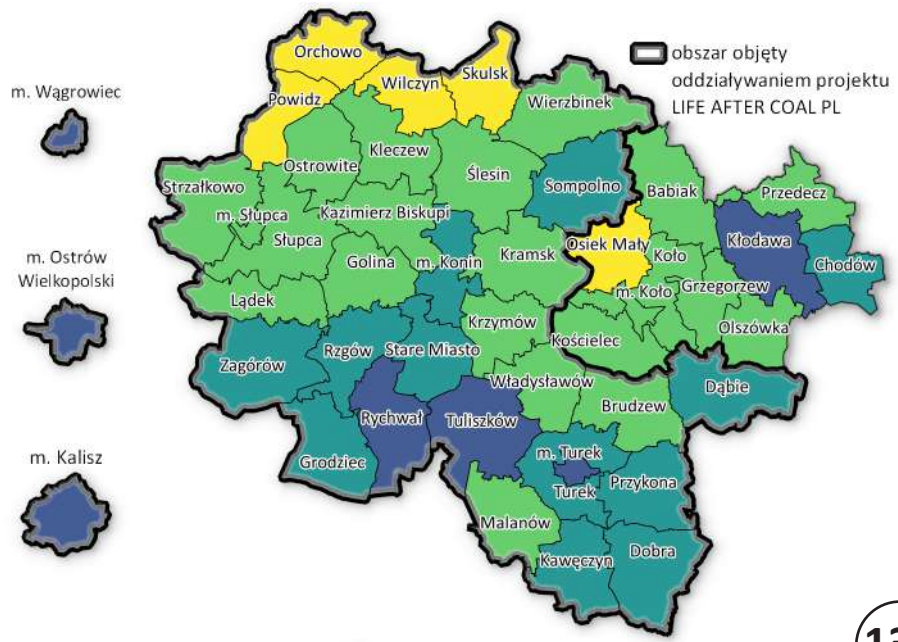 Orchowo
Skulsk
Wilczyn
obszar objęty
oddziaływaniem projektu
LIFE AFTER COAL PL
m. Wągrowiec
Powidz
Wierzbinek
Kleczew
Ostrowite
Ślesin
Sompolno
Strzałkowo
Babiak
Przedecz
m. Słupca
Kazimierz Biskupi
Słupca
Osiek Mały
Kłodawa
m. Ostrów
Wielkopolski
Golina
m. Konin
Kramsk
Koło
Chodów
Lądek
m. Koło
Grzegorzew
Krzymów
Olszówka
Kościelec
Zagórów
Rzgów
Stare Miasto
Władysławów
Dąbie
Brudzew
Rychwał
Tuliszków
m. Kalisz
Grodziec
m. Turek
Przykona
Turek
Malanów
Kawęczyn
Dobra